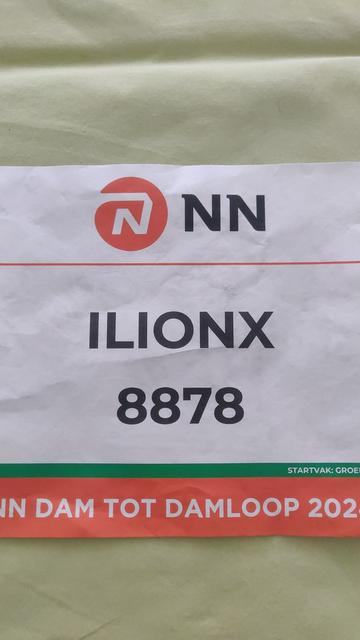 NN
ILIONX
8878
STARTVAK: GROE
NN DAM TOT DAMLOOP 202